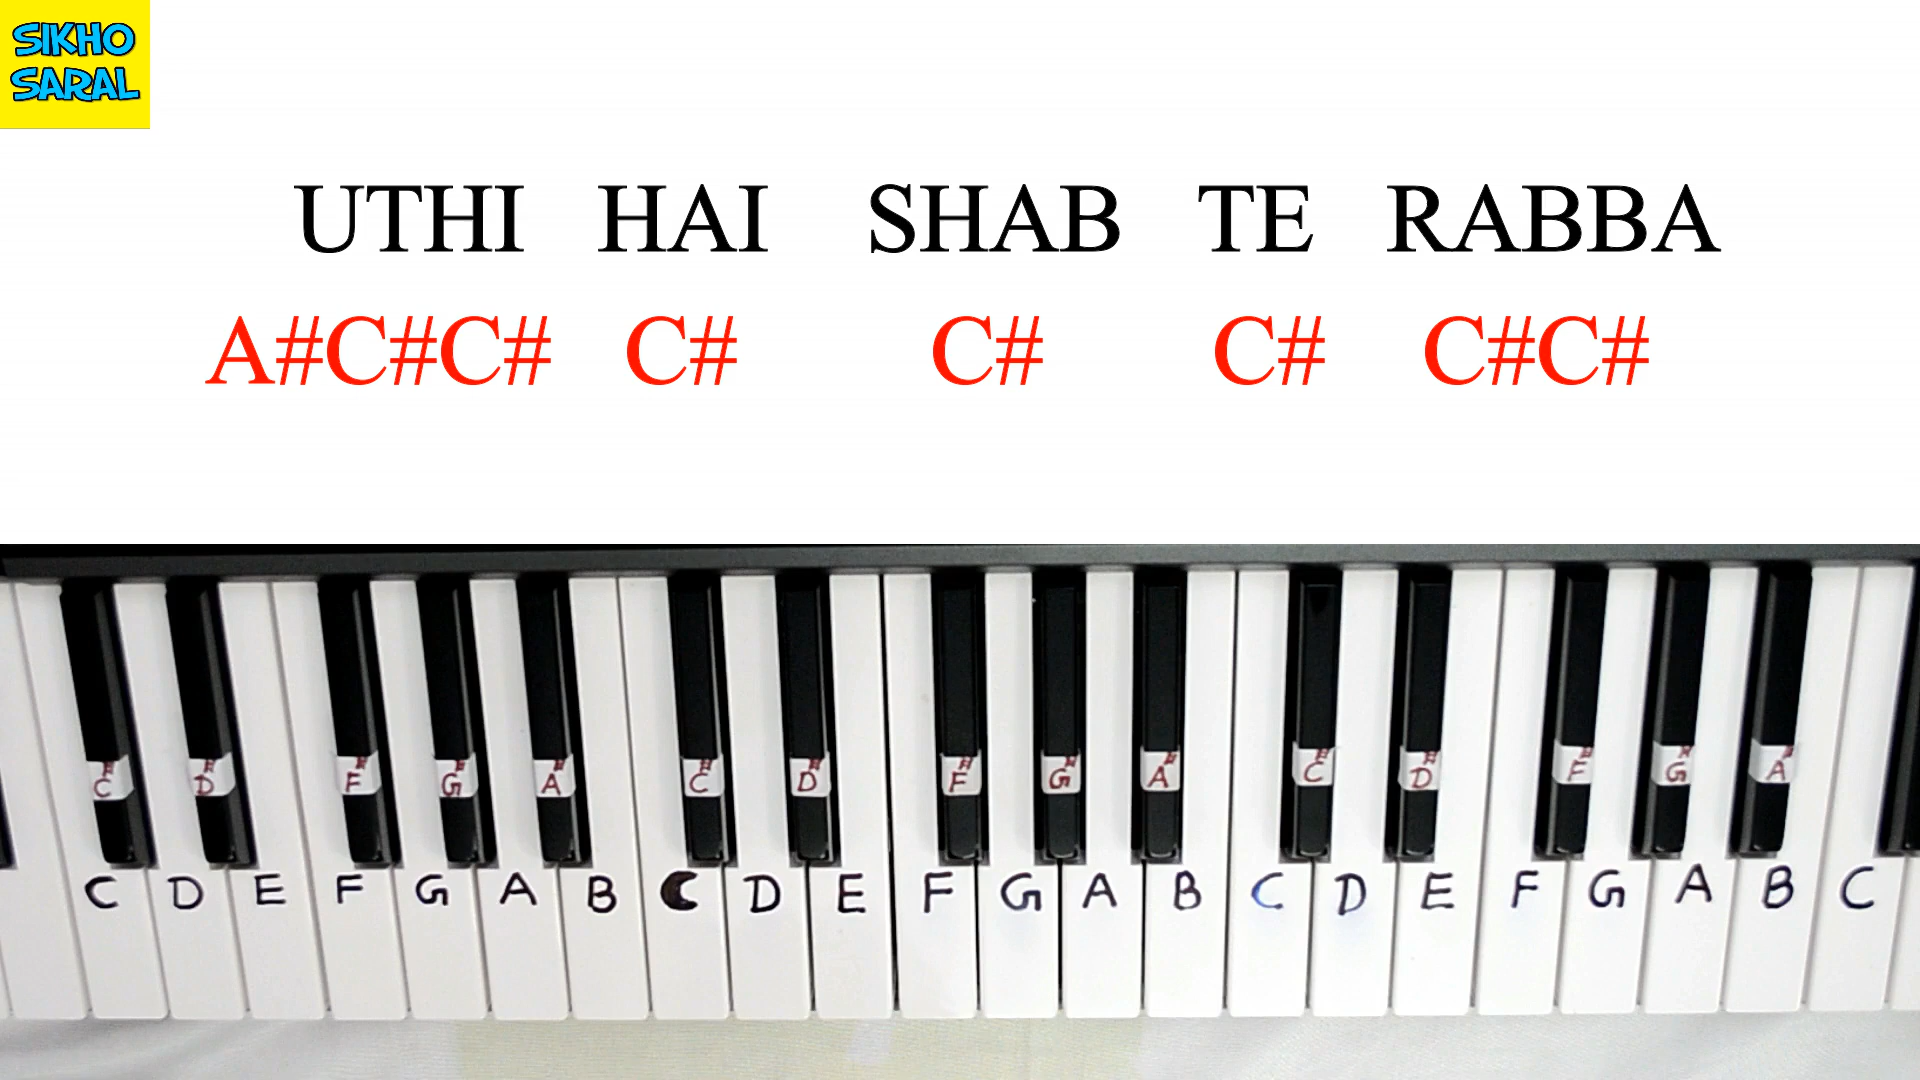 SIKHO
SARAL
UTHI HAI SHAB TE RABBA
A#C#C# C# C# C# C#C#
C# D# F# G# A# C# D# F# G# A# C# D# F# G# A#
C D E F G A B C D E F G A B C D E F G A B C